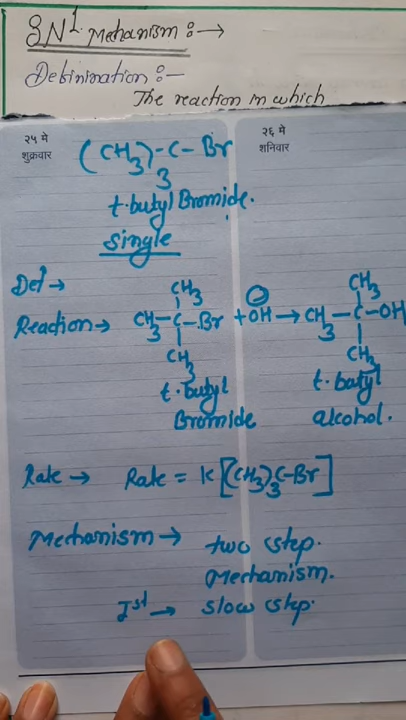 SN¹ Mechanism :→
Definination :-
The reaction in which
२५ मे २६ मे
शुक्रवार शनिवार
(CH₃)₃-C-Br
t.butyl Bromide.
single
Def →
CH₃ CH₃
Reaction → CH₃-C-Br + ⊖OH → CH₃-C-OH
CH₃ CH₃
t.butyl t.butyl
Bromide alcohol.
Rate → Rate = K[(CH₃)₃C-Br]
Mechanism → two step.
Mechanism.
Ist → slow step.